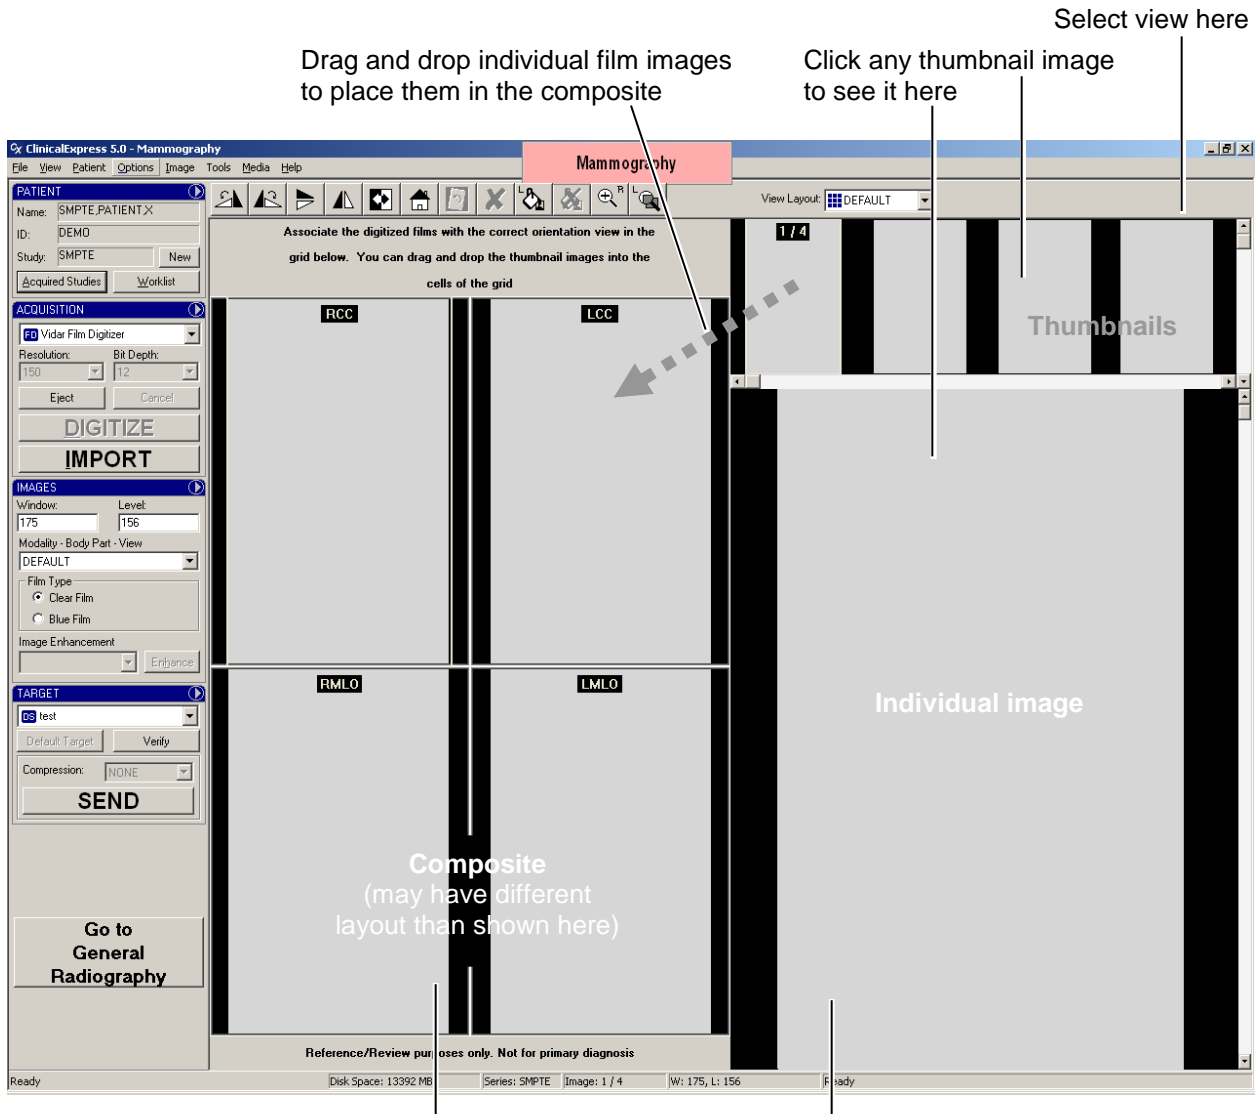 Select view here
Drag and drop individual film images
to place them in the composite
Click any thumbnail image
to see it here
ClinicalExpress 5.0 - Mammography
File View Patient Options Image Tools Media Help
Mammography
PATIENT
Name: SMPTE,PATIENT,X
ID: DEMO
Study: SMPTE New
Acquired Studies Worklist
View Layout: DEFAULT
Associate the digitized films with the correct orientation view in the
grid below. You can drag and drop the thumbnail images into the
cells of the grid
1 / 4
Thumbnails
ACQUISITION
FD Vidar Film Digitizer
Resolution: Bit Depth:
150 12
Eject Cancel
DIGITIZE
IMPORT
RCC LCC
IMAGES
Window: Level:
175 156
Modality - Body Part - View
DEFAULT
Film Type
Clear Film
Blue Film
Image Enhancement
Enhance
RMLO LMLO
Individual image
TARGET
DS test
Default Target Verify
Compression: NONE
SEND
Composite
(may have different
layout than shown here)
Go to
General
Radiography
Reference/Review purposes only. Not for primary diagnosis
Ready Disk Space: 13392 MB Series: SMPTE Image: 1 / 4 W: 175, L: 156 Ready